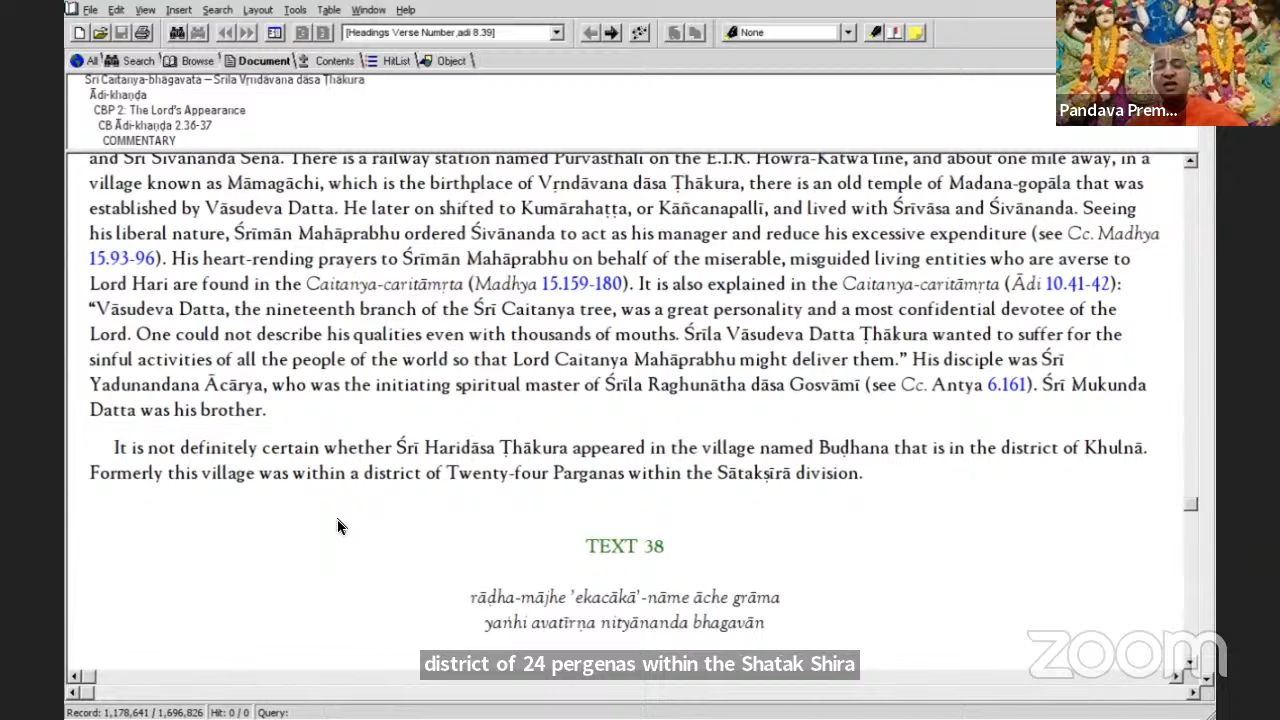 File Edit View Insert Search Layout Tools Table Window Help
[Headings Verse Number,adi 8.39]
None
All Search Browse Document Contents HitList Object
Śrī Caitanya-bhāgavata – Śrīla Vṛndāvana dāsa Ṭhākura
Ādi-khaṇḍa
CBP 2: The Lord's Appearance
CB Ādi-khaṇḍa 2.36-37
COMMENTARY
Pandava Prem...
and Śrī Śivānanda Sena. There is a railway station named Purvasthalī on the E.I.R. Howra-Katwa line, and about one mile away, in a
village known as Māmagāchi, which is the birthplace of Vṛndāvana dāsa Ṭhākura, there is an old temple of Madana-gopāla that was
established by Vāsudeva Datta. He later on shifted to Kumārahaṭṭa, or Kāñcanapallī, and lived with Śrīvāsa and Śivānanda. Seeing
his liberal nature, Śrīmān Mahāprabhu ordered Śivānanda to act as his manager and reduce his excessive expenditure (see Cc. Madhya
15.93-96). His heart-rending prayers to Śrīmān Mahāprabhu on behalf of the miserable, misguided living entities who are averse to
Lord Hari are found in the Caitanya-caritāmṛta (Madhya 15.159-180). It is also explained in the Caitanya-caritāmṛta (Ādi 10.41-42):
“Vāsudeva Datta, the nineteenth branch of the Śrī Caitanya tree, was a great personality and a most confidential devotee of the
Lord. One could not describe his qualities even with thousands of mouths. Śrīla Vāsudeva Datta Ṭhākura wanted to suffer for the
sinful activities of all the people of the world so that Lord Caitanya Mahāprabhu might deliver them.” His disciple was Śrī
Yadunandana Ācārya, who was the initiating spiritual master of Śrīla Raghunātha dāsa Gosvāmī (see Cc. Antya 6.161). Śrī Mukunda
Datta was his brother.
It is not definitely certain whether Śrī Haridāsa Ṭhākura appeared in the village named Buḍhana that is in the district of Khulnā.
Formerly this village was within a district of Twenty-four Parganas within the Sātakṣīrā division.
TEXT 38
rāḍha-mājhe 'ekacākā'-nāme āche grāma
yaṅhi avatīrṇa nityānanda bhagavān
district of 24 pergenas within the Shatak Shira
zoom
Record: 1,178,641 / 1,696,826 Hit: 0 / 0 Query: